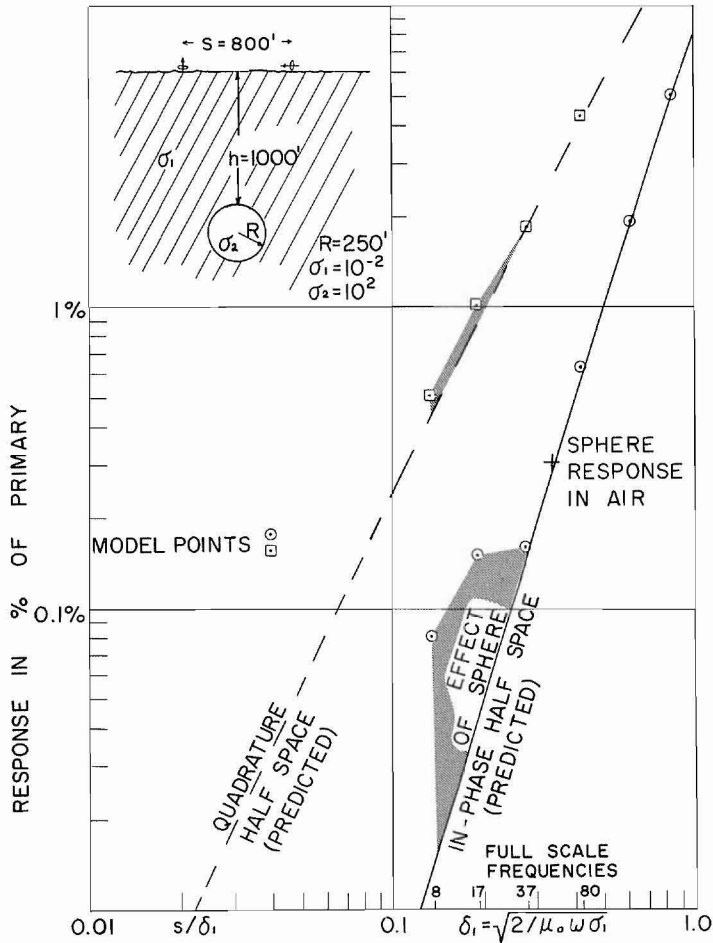 ← S = 800' →
σ₁
h=1000'
σ₂ R
R=250'
σ₁=10⁻²
σ₂=10²
1%
SPHERE
RESPONSE
IN AIR
MODEL POINTS
0.1%
RESPONSE IN % OF PRIMARY
EFFECT
OF SPHERE
QUADRATURE
HALF SPACE
(PREDICTED)
IN-PHASE HALF SPACE
(PREDICTED)
FULL SCALE
FREQUENCIES
8 17 37 80
0.01 s/δ₁ 0.1 δ₁=√2/μ₀ωσ₁ 1.0